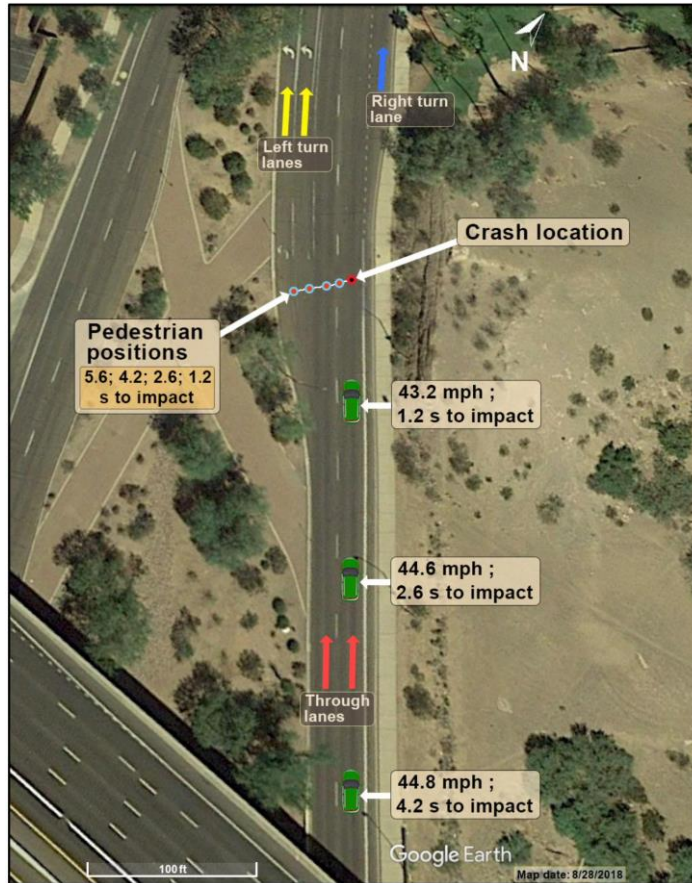 N
Right turn
lane
Left turn
lanes
Crash location
Pedestrian
positions
5.6; 4.2; 2.6; 1.2
s to impact
43.2 mph ;
1.2 s to impact
44.6 mph ;
2.6 s to impact
Through
lanes
44.8 mph ;
4.2 s to impact
100 ft
Google Earth
Map date: 8/28/2018